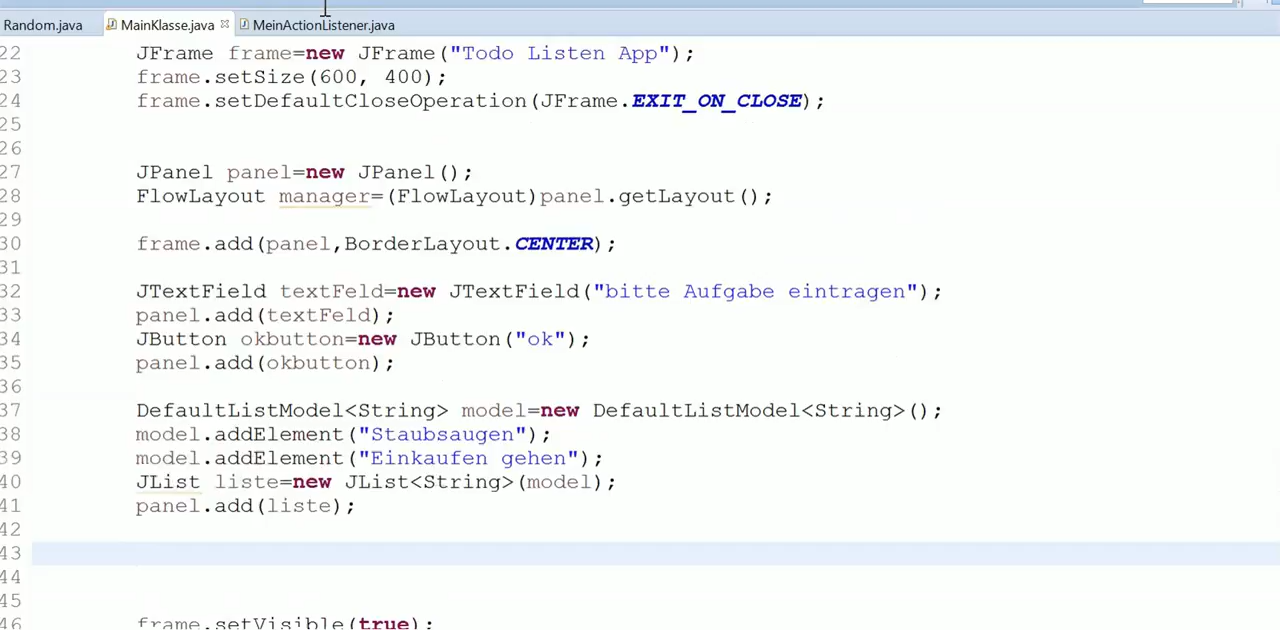 Random.java MainKlasse.java MeinActionListener.java
22 JFrame frame=new JFrame("Todo Listen App");
23 frame.setSize(600, 400);
24 frame.setDefaultCloseOperation(JFrame.EXIT_ON_CLOSE);
25
26
27 JPanel panel=new JPanel();
28 FlowLayout manager=(FlowLayout)panel.getLayout();
29
30 frame.add(panel,BorderLayout.CENTER);
31
32 JTextField textFeld=new JTextField("bitte Aufgabe eintragen");
33 panel.add(textFeld);
34 JButton okbutton=new JButton("ok");
35 panel.add(okbutton);
36
37 DefaultListModel<String> model=new DefaultListModel<String>();
38 model.addElement("Staubsaugen");
39 model.addElement("Einkaufen gehen");
40 JList liste=new JList<String>(model);
41 panel.add(liste);
42
43
44
45
46 frame.setVisible(true);